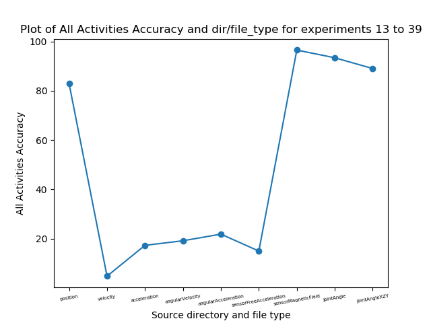 Plot of All Activities Accuracy and dir/file_type for experiments 13 to 39
100
80
60
40
20
All Activities Accuracy
position
velocity
acceleration
angularVelocity
angularAcceleration
sensorFreeAcceleration
sensorMagneticField
jointAngle
jointAngleXZY
Source directory and file type